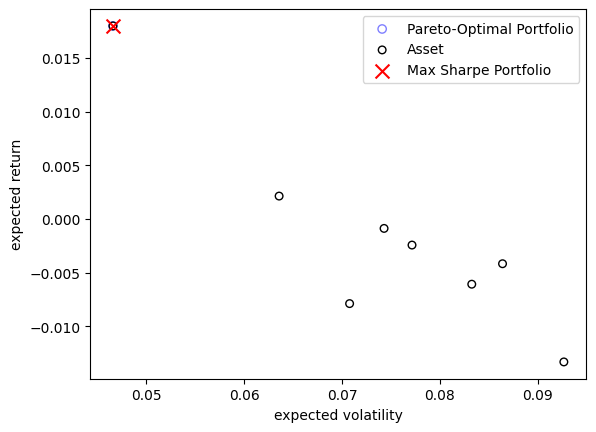 Pareto-Optimal Portfolio
Asset
Max Sharpe Portfolio
expected return
0.015
0.010
0.005
0.000
−0.005
−0.010
0.05 0.06 0.07 0.08 0.09
expected volatility